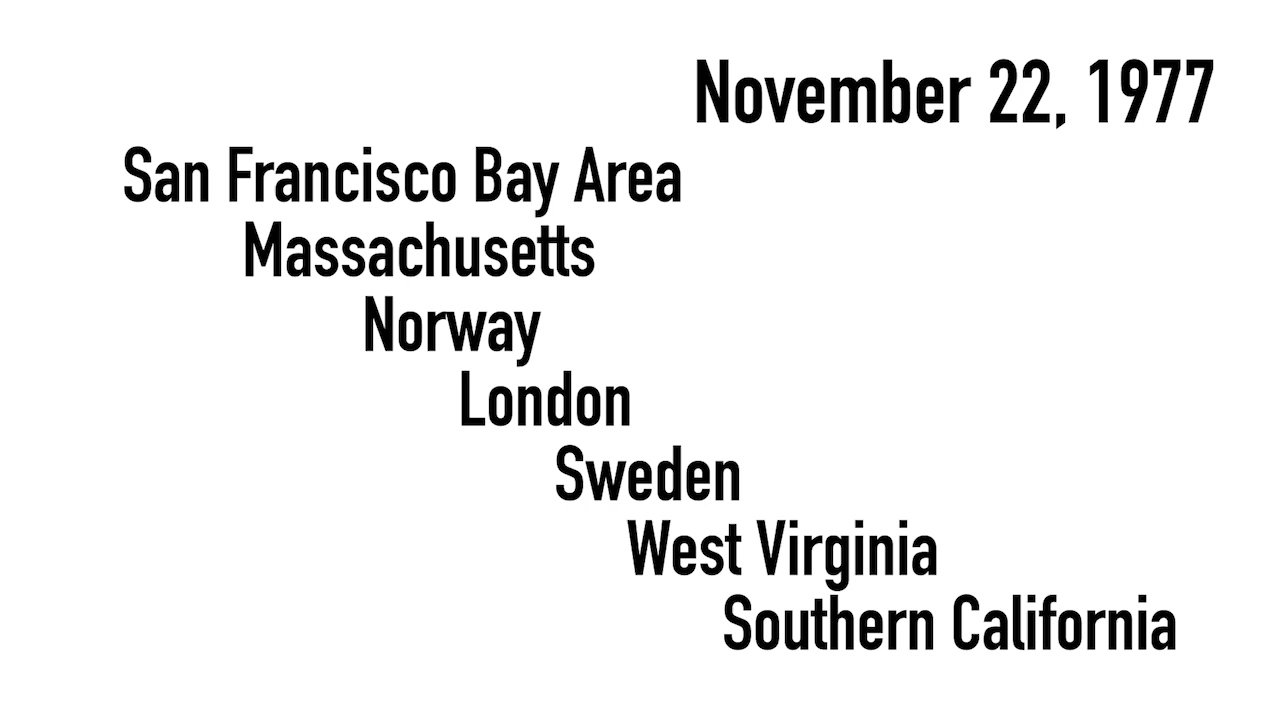 November 22, 1977
San Francisco Bay Area
Massachusetts
Norway
London
Sweden
West Virginia
Southern California